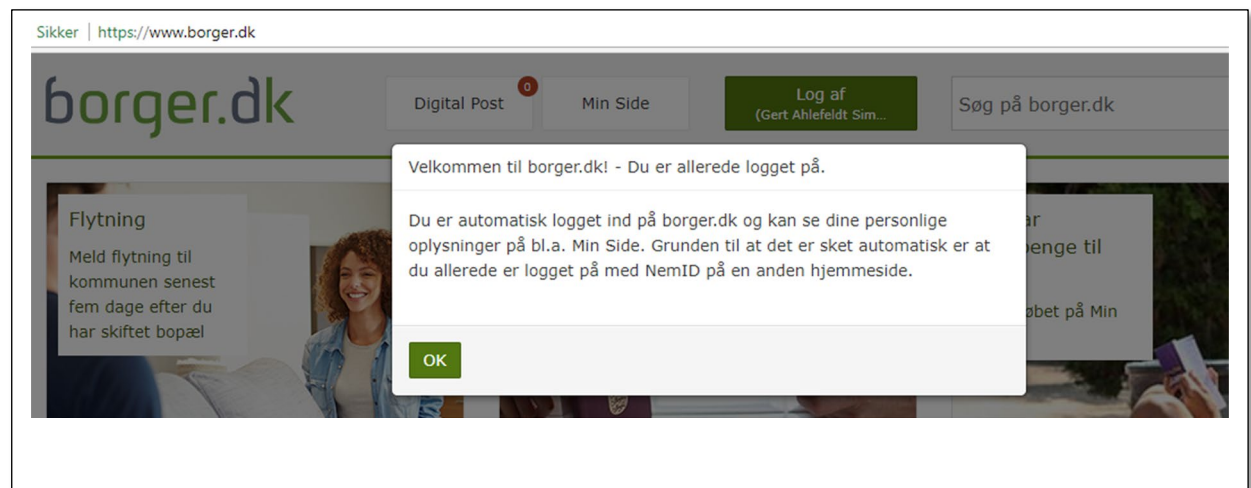 Sikker | https://www.borger.dk
borger.dk
Digital Post
0
Min Side
Log af
(Gert Ahlefeldt Sim...
Søg på borger.dk
Velkommen til borger.dk! - Du er allerede logget på.
Du er automatisk logget ind på borger.dk og kan se dine personlige
oplysninger på bl.a. Min Side. Grunden til at det er sket automatisk er at
du allerede er logget på med NemID på en anden hjemmeside.
OK
Flytning
Meld flytning til
kommunen senest
fem dage efter du
har skiftet bopæl
til
på Min